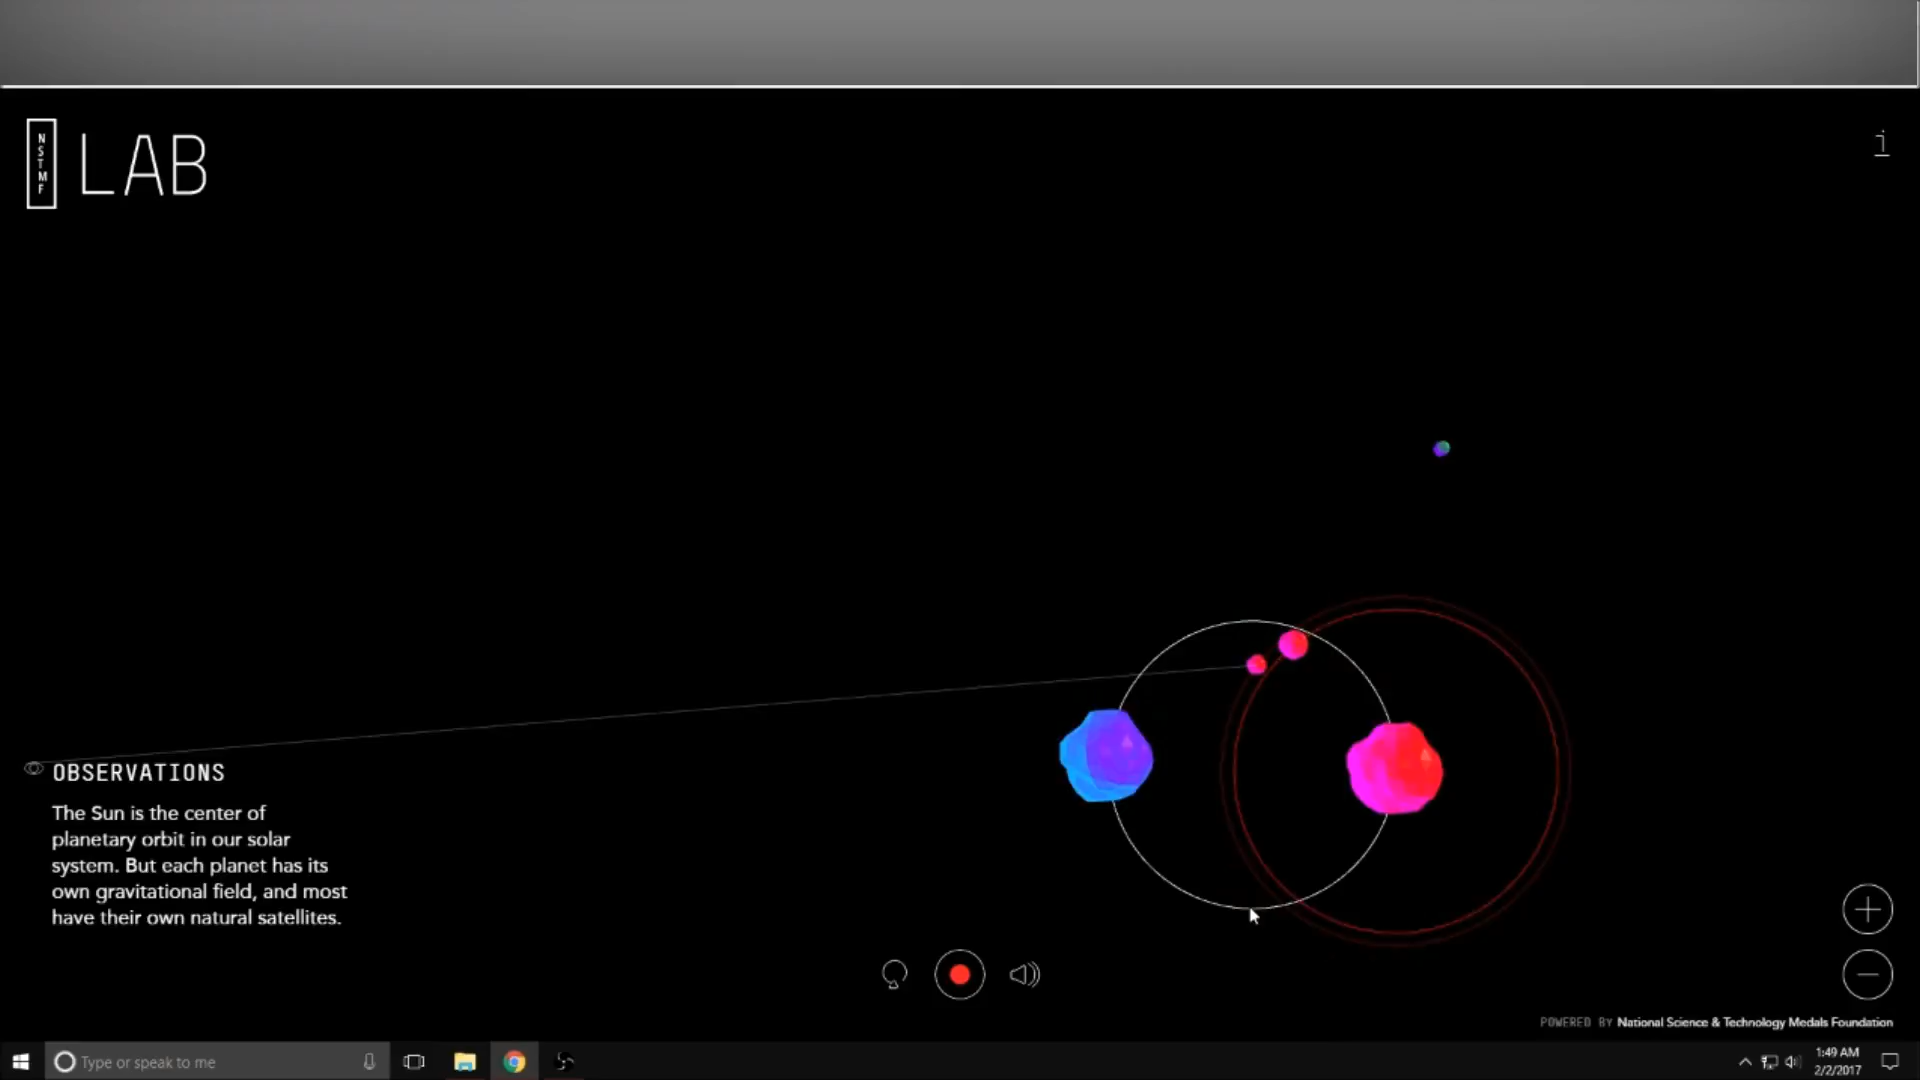 NSTMF
LAB
i
OBSERVATIONS
The Sun is the center of
planetary orbit in our solar
system. But each planet has its
own gravitational field, and most
have their own natural satellites.
POWERED BY National Science & Technology Medals Foundation
Type or speak to me
1:49 AM
2/2/2017